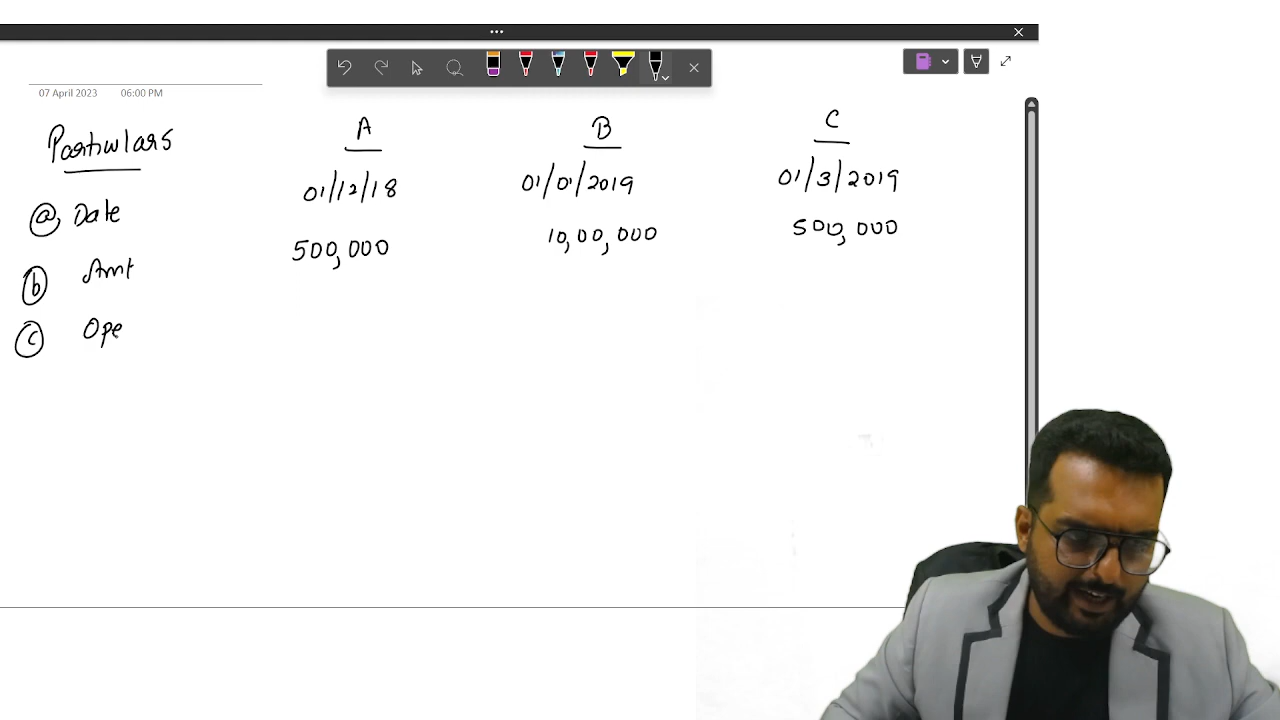 07 April 2023 06:00 PM
Particulars A B C
(a) Date 01/12/18 01/01/2019 01/3/2019
(b) Amt 500,000 10,00,000 500,000
(c) Ope